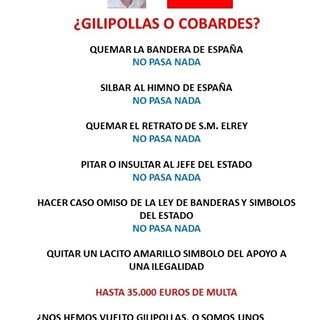 ¿GILIPOLLAS O COBARDES?
QUEMAR LA BANDERA DE ESPAÑA
NO PASA NADA
SILBAR AL HIMNO DE ESPAÑA
NO PASA NADA
QUEMAR EL RETRATO DE S.M. ELREY
NO PASA NADA
PITAR O INSULTAR AL JEFE DEL ESTADO
NO PASA NADA
HACER CASO OMISO DE LA LEY DE BANDERAS Y SIMBOLOS
DEL ESTADO
NO PASA NADA
QUITAR UN LACITO AMARILLO SIMBOLO DEL APOYO A
UNA ILEGALIDAD
HASTA 35.000 EUROS DE MULTA
¿NOS HEMOS VUELTO GILIPOLLAS, O SOMOS UNOS